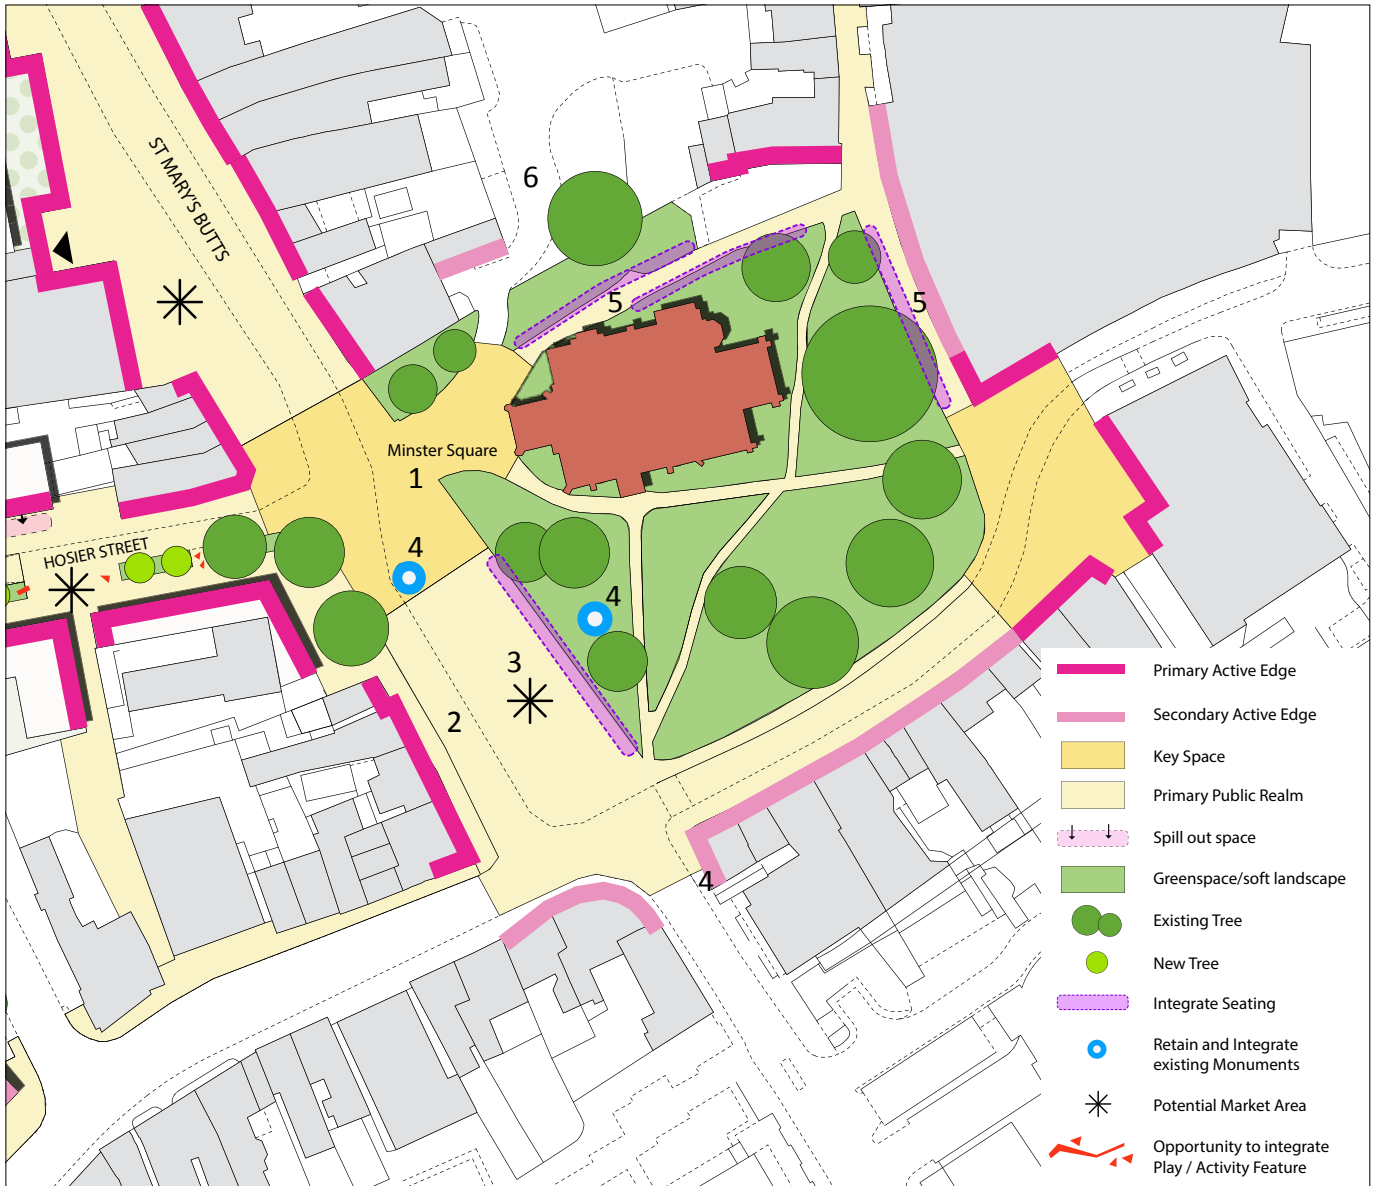 ST MARY'S BUTTS
6
5
5
Minster Square
1
HOSIER STREET
4
4
3
2
4
Primary Active Edge
Secondary Active Edge
Key Space
Primary Public Realm
Spill out space
Greenspace/soft landscape
Existing Tree
New Tree
Integrate Seating
Retain and Integrate
existing Monuments
Potential Market Area
Opportunity to integrate
Play / Activity Feature